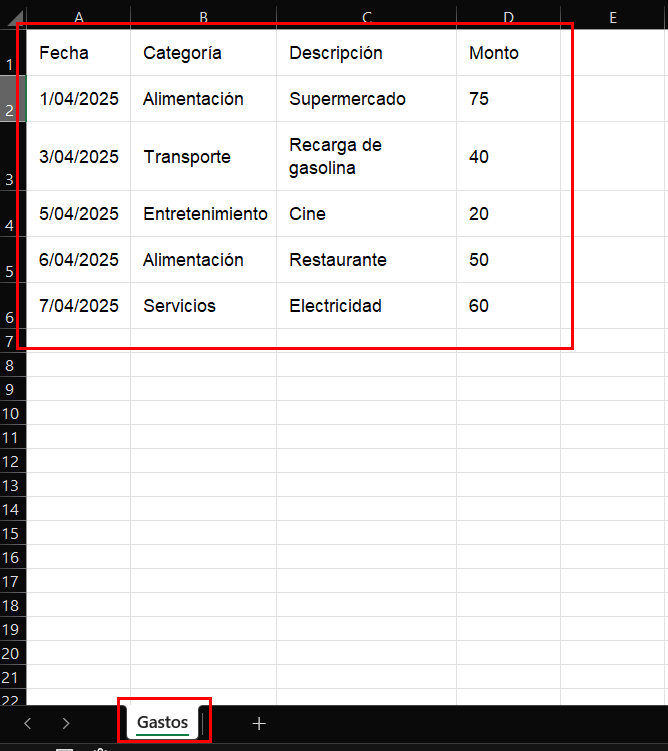 A B C D E
1 Fecha Categoría Descripción Monto
2 1/04/2025 Alimentación Supermercado 75
3 3/04/2025 Transporte Recarga de
gasolina 40
4 5/04/2025 Entretenimiento Cine 20
5 6/04/2025 Alimentación Restaurante 50
6 7/04/2025 Servicios Electricidad 60
7
8
9
10
11
12
13
14
15
16
17
18
19
20
21
22
Gastos